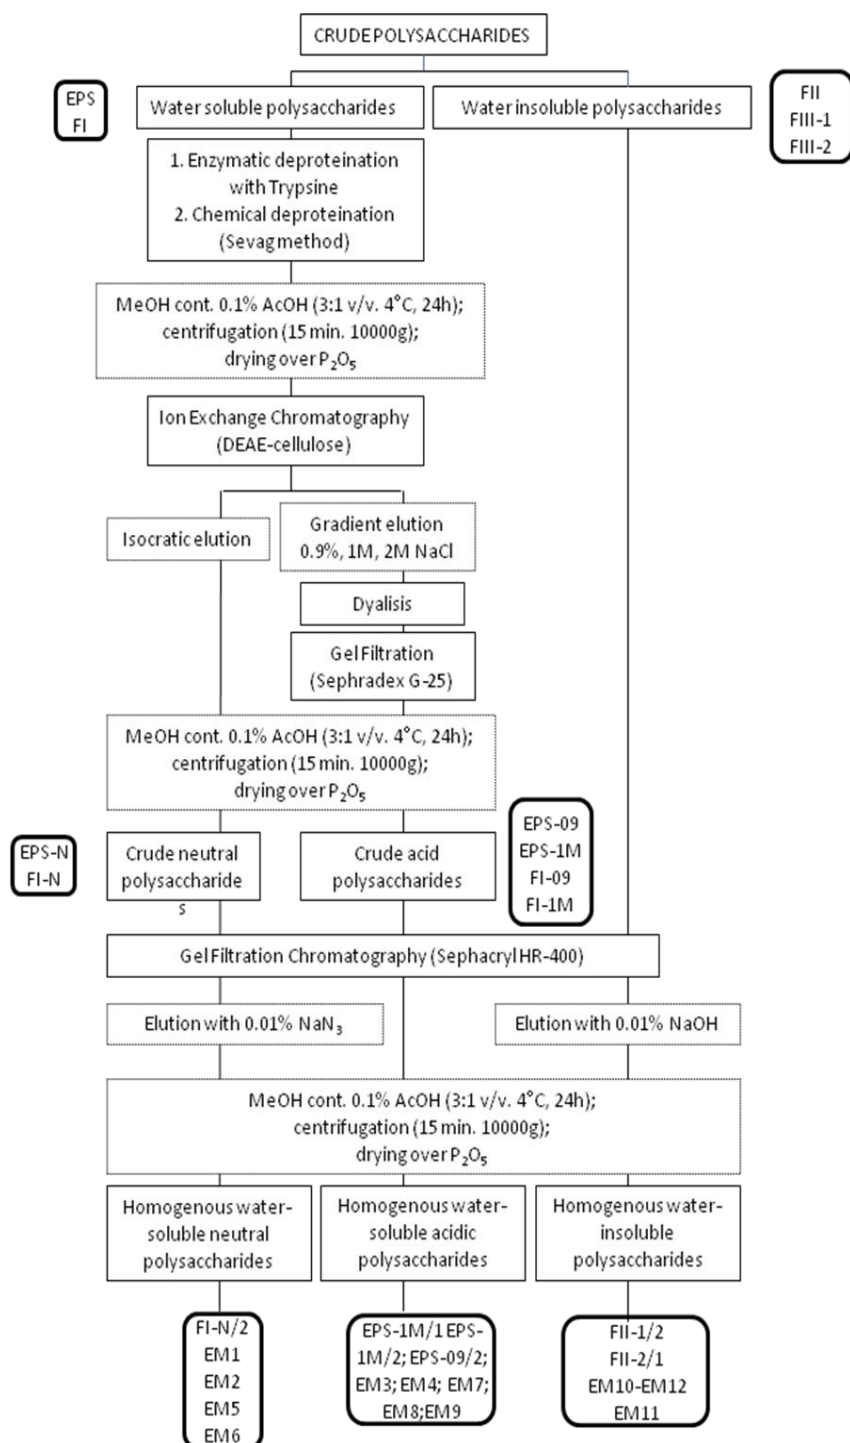 CRUDE POLYSACCHARIDES
EPS
FI
Water soluble polysaccharides
Water insoluble polysaccharides
FII
FIII-1
FIII-2
1. Enzymatic deproteination
with Trypsine
2. Chemical deproteination
(Sevag method)
MeOH cont. 0.1% AcOH (3:1 v/v. 4°C, 24h);
centrifugation (15 min. 10000g);
drying over P₂O₅
Ion Exchange Chromatography
(DEAE-cellulose)
Isocratic elution
Gradient elution
0.9%, 1M, 2M NaCl
Dyalisis
Gel Filtration
(Sephradex G-25)
MeOH cont. 0.1% AcOH (3:1 v/v. 4°C, 24h);
centrifugation (15 min. 10000g);
drying over P₂O₅
EPS-N
FI-N
Crude neutral
polysaccharide
s
Crude acid
polysaccharides
EPS-09
EPS-1M
FI-09
FI-1M
Gel Filtration Chromatography (Sephacryl HR-400)
Elution with 0.01% NaN₃
Elution with 0.01% NaOH
MeOH cont. 0.1% AcOH (3:1 v/v. 4°C, 24h);
centrifugation (15 min. 10000g);
drying over P₂O₅
Homogenous water-
soluble neutral
polysaccharides
Homogenous water-
soluble acidic
polysaccharides
Homogenous water-
insoluble
polysaccharides
FI-N/2
EM1
EM2
EM5
EM6
EPS-1M/1 EPS-
1M/2; EPS-09/2;
EM3; EM4; EM7;
EM8;EM9
FII-1/2
FII-2/1
EM10-EM12
EM11